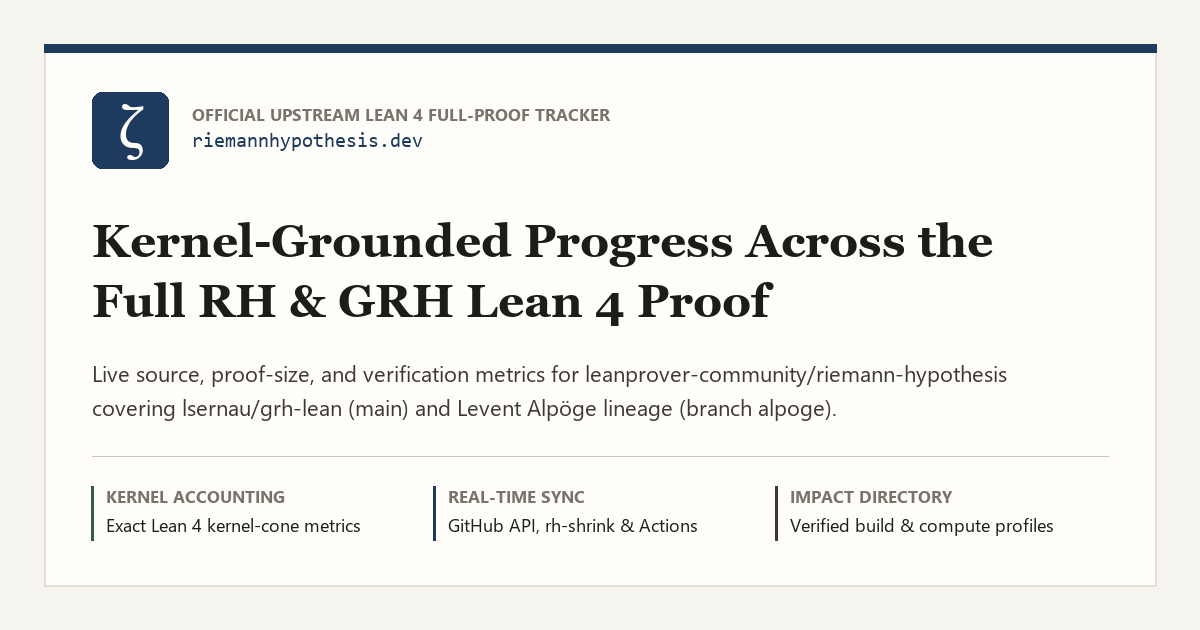 ζ
OFFICIAL UPSTREAM LEAN 4 FULL-PROOF TRACKER
riemannhypothesis.dev
Kernel-Grounded Progress Across the
Full RH & GRH Lean 4 Proof
Live source, proof-size, and verification metrics for leanprover-community/riemann-hypothesis
covering lsernau/grh-lean (main) and Levent Alpöge lineage (branch alpoge).
KERNEL ACCOUNTING
Exact Lean 4 kernel-cone metrics
REAL-TIME SYNC
GitHub API, rh-shrink & Actions
IMPACT DIRECTORY
Verified build & compute profiles